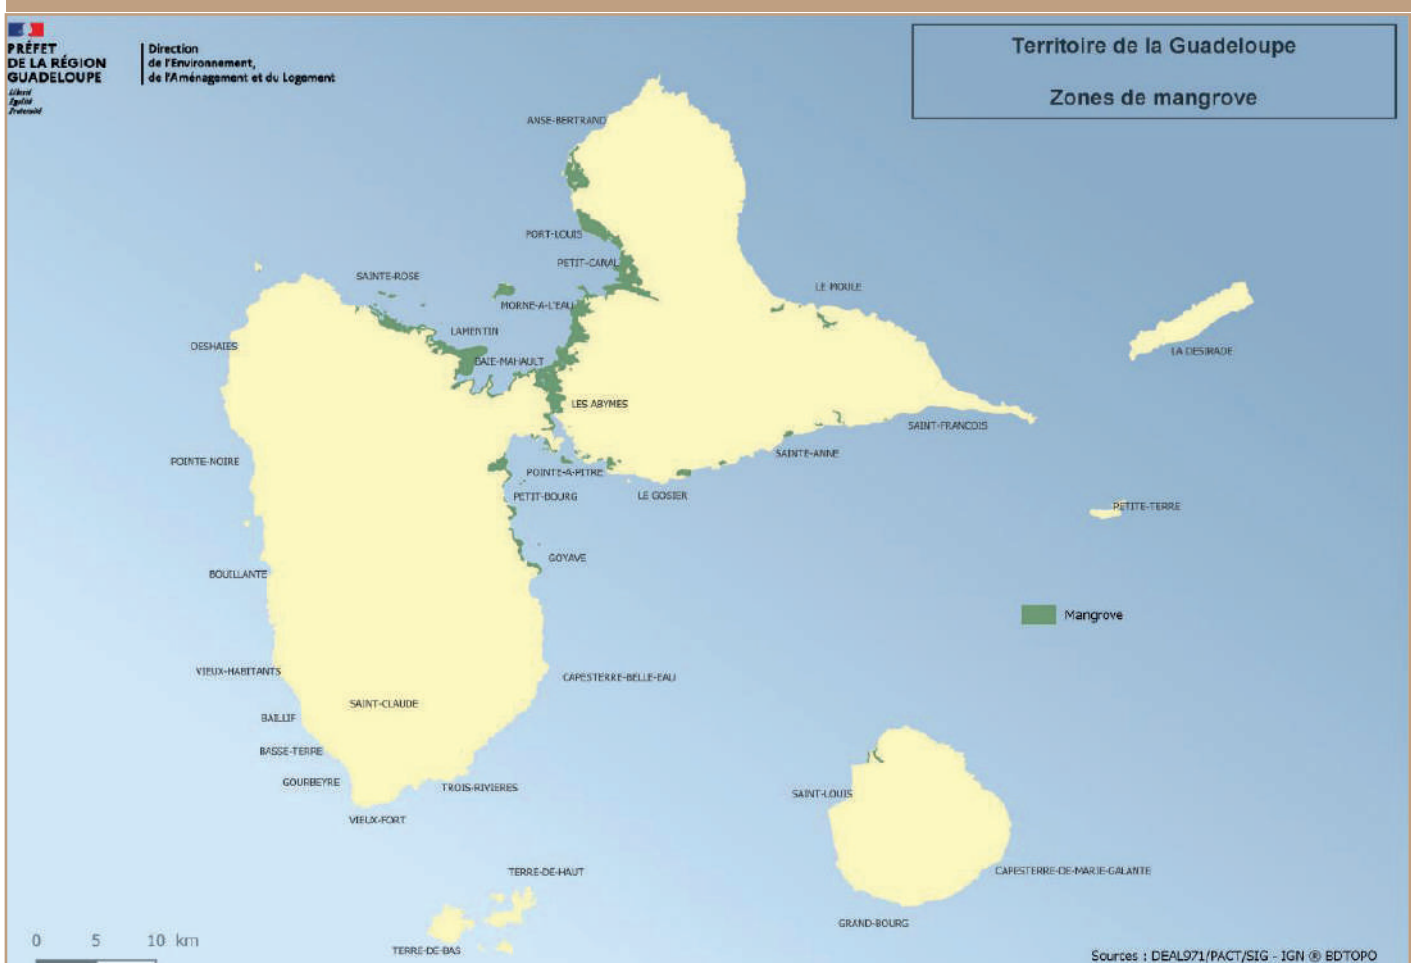 PRÉFET
DE LA RÉGION
GUADELOUPE
Liberté
Égalité
Fraternité
Direction
de l'Environnement,
de l'Aménagement et du Logement
Territoire de la Guadeloupe
Zones de mangrove
ANSE-BERTRAND
PORT-LOUIS
PETIT-CANAL
SAINTE-ROSE
MORNE-A-L'EAU
LE MOULE
LAMENTIN
DESHAIES
BAIE-MAHAULT
LA DESIRADE
LES ABYMES
SAINT-FRANCOIS
SAINTE-ANNE
POINTE-NOIRE
POINTE-A-PITRE
PETIT-BOURG
LE GOSIER
PETITE-TERRE
GOYAVE
BOUILLANTE
Mangrove
VIEUX-HABITANTS
CAPESTERRE-BELLE-EAU
SAINT-CLAUDE
BAILLIF
BASSE-TERRE
GOURBEYRE
TROIS-RIVIERES
SAINT-LOUIS
VIEUX-FORT
TERRE-DE-HAUT
CAPESTERRE-DE-MARIE-GALANTE
GRAND-BOURG
TERRE-DE-BAS
0 5 10 km
Sources : DEAL971/PACT/SIG - IGN ® BDTOPO